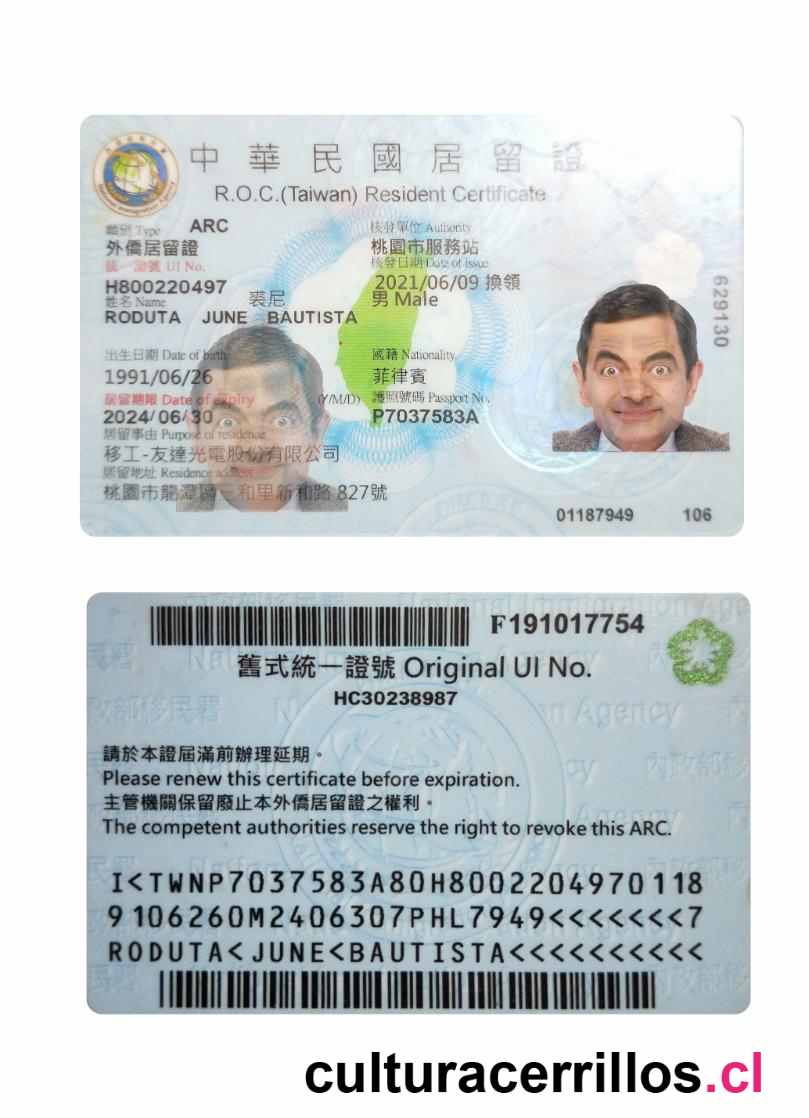 中華民國居留證
R.O.C.(Taiwan) Resident Certificate
類別 Type ARC
外僑居留證
核發單位 Authority
桃園市服務站
統一證號 UI No.
H800220497
核發日期 Date of issue
2021/06/09 換領
姓名 Name 裘尼
男 Male
RODUTA JUNE BAUTISTA
629130
出生日期 Date of birth
1991/06/26
國籍 Nationality
菲律賓
居留期限 Date of expiry (Y/M/D)
2024/06/30
護照號碼 Passport No.
P7037583A
居留事由 Purpose of residence
移工-友達光電股份有限公司
居留地址 Residence address
桃園市龍潭區三和里新和路 827號
01187949 106
F191017754
舊式統一證號 Original UI No.
HC30238987
請於本證屆滿前辦理延期。
Please renew this certificate before expiration.
主管機關保留廢止本外僑居留證之權利。
The competent authorities reserve the right to revoke this ARC.
I<TWNP7037583A80H8002204970118
9106260M2406307PHL7949<<<<<<<7
RODUTA<JUNE<BAUTISTA<<<<<<<<<<
culturacerrillos.cl